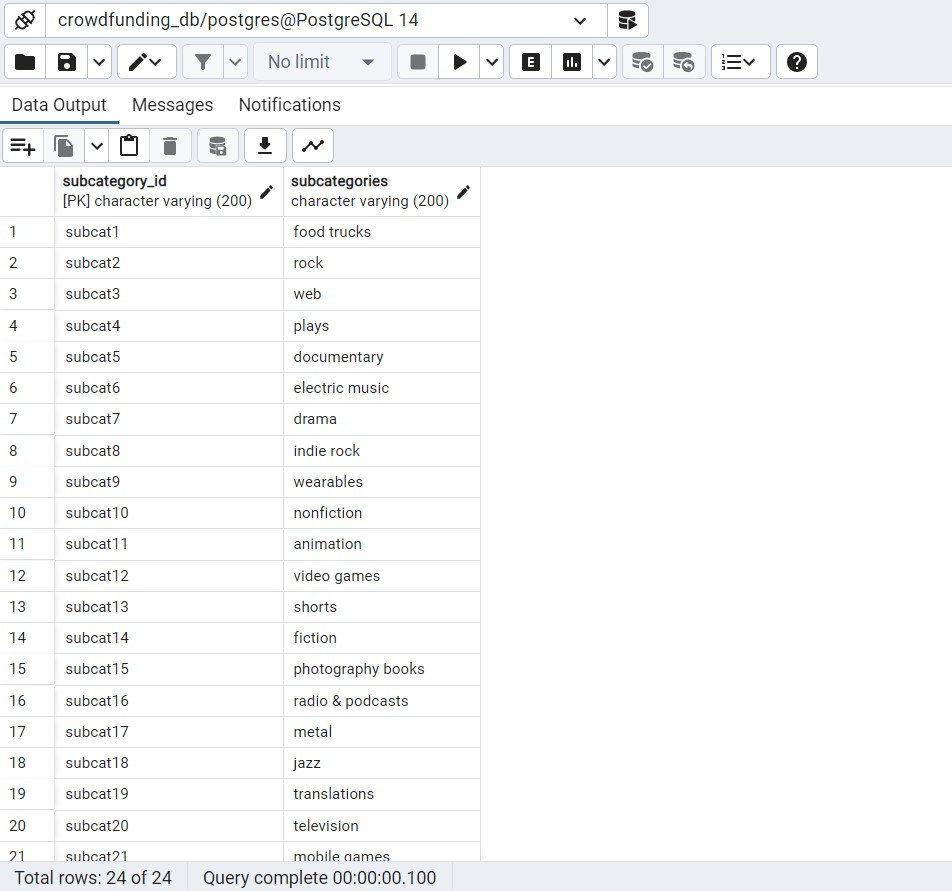 crowdfunding_db/postgres@PostgreSQL 14
No limit
E
Data Output Messages Notifications
subcategory_id subcategories
[PK] character varying (200) character varying (200)
1 subcat1 food trucks
2 subcat2 rock
3 subcat3 web
4 subcat4 plays
5 subcat5 documentary
6 subcat6 electric music
7 subcat7 drama
8 subcat8 indie rock
9 subcat9 wearables
10 subcat10 nonfiction
11 subcat11 animation
12 subcat12 video games
13 subcat13 shorts
14 subcat14 fiction
15 subcat15 photography books
16 subcat16 radio & podcasts
17 subcat17 metal
18 subcat18 jazz
19 subcat19 translations
20 subcat20 television
21 subcat21 mobile games
Total rows: 24 of 24 Query complete 00:00:00.100